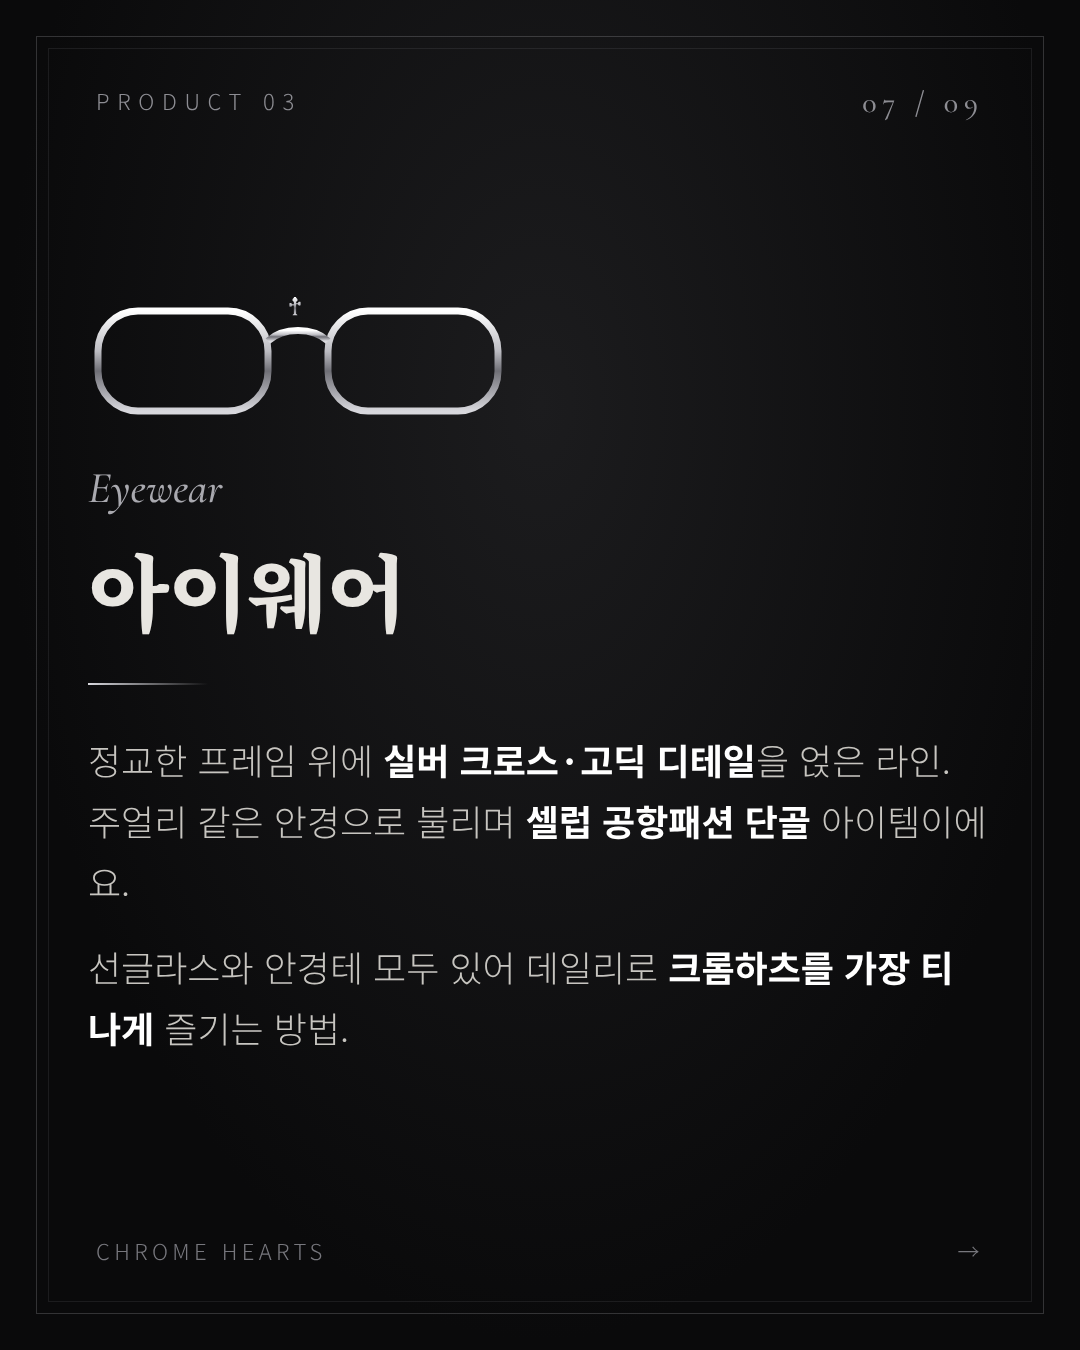 PRODUCT 03
07 / 09
Eyewear
아이웨어
정교한 프레임 위에 실버 크로스·고딕 디테일을 얹은 라인.
주얼리 같은 안경으로 불리며 셀럽 공항패션 단골 아이템이에
요.
선글라스와 안경테 모두 있어 데일리로 크롬하츠를 가장 티
나게 즐기는 방법.
CHROME HEARTS
→